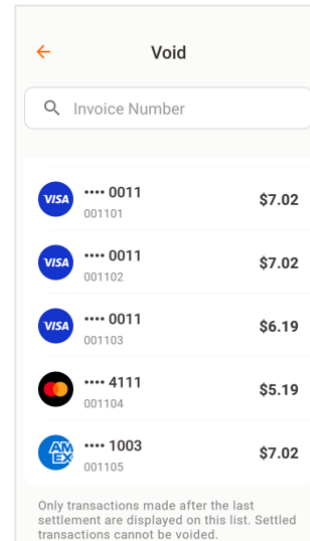 Void
Invoice Number
VISA •••• 0011 $7.02
001101
VISA •••• 0011 $7.02
001102
VISA •••• 0011 $6.19
001103
•••• 4111 $5.19
001104
AM EX •••• 1003 $7.02
001105
Only transactions made after the last
settlement are displayed on this list. Settled
transactions cannot be voided.